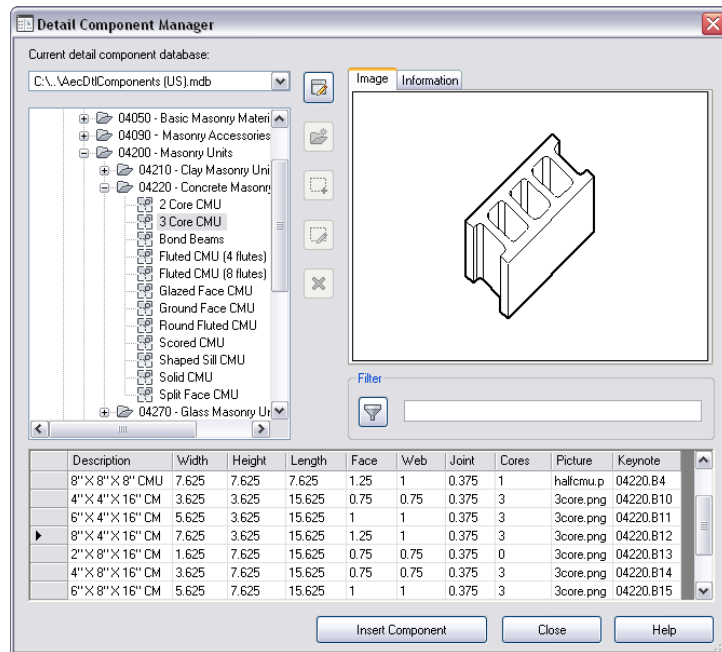 Detail Component Manager
Current detail component database:
C:\..\AecDtlComponents (US).mdb
04050 - Basic Masonry Materi
04090 - Masonry Accessories
04200 - Masonry Units
04210 - Clay Masonry Uni
04220 - Concrete Masonry
2 Core CMU
3 Core CMU
Bond Beams
Fluted CMU (4 flutes)
Fluted CMU (8 flutes)
Glazed Face CMU
Ground Face CMU
Round Fluted CMU
Scored CMU
Shaped Sill CMU
Solid CMU
Split Face CMU
04270 - Glass Masonry Ur
Image Information
Filter
Description Width Height Length Face Web Joint Cores Picture Keynote
8" X 8" X 8" CMU 7.625 7.625 7.625 1.25 1 0.375 1 halfcmu.p 04220.B4
4" X 4" X 16" CM 3.625 3.625 15.625 0.75 0.75 0.375 3 3core.png 04220.B10
6" X 4" X 16" CM 5.625 3.625 15.625 1 1 0.375 3 3core.png 04220.B11
8" X 4" X 16" CM 7.625 3.625 15.625 1.25 1 0.375 3 3core.png 04220.B12
2" X 8" X 16" CM 1.625 7.625 15.625 0.75 0.75 0.375 0 3core.png 04220.B13
4" X 8" X 16" CM 3.625 7.625 15.625 0.75 0.75 0.375 3 3core.png 04220.B14
6" X 8" X 16" CM 5.625 7.625 15.625 1 1 0.375 3 3core.png 04220.B15
Insert Component Close Help